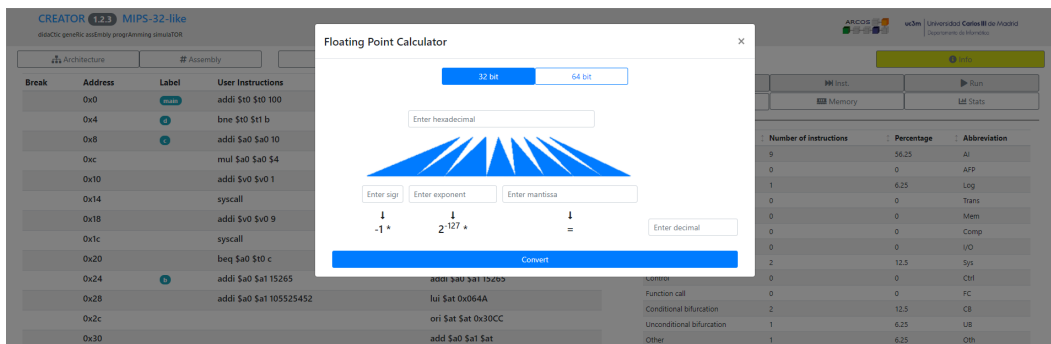 CREATOR 1.2.3 MIPS-32-like
didaCtic geneRic assEmbly progrAmming simulaTOR
ARCOS
uc3m Universidad Carlos III de Madrid
Departamento de Informática
Architecture
# Assembly
Info
Inst.
Run
Memory
Stats
Break Address Label User Instructions
0x0 main addi $t0 $t0 100
0x4 d bne $t0 $t1 b
0x8 c addi $a0 $a0 10
0xc mul $a0 $a0 $4
0x10 addi $v0 $v0 1
0x14 syscall
0x18 addi $v0 $v0 9
0x1c syscall
0x20 beq $a0 $t0 c
0x24 b addi $a0 $a1 15265 addi $a0 $a1 15265
0x28 addi $a0 $a1 105525452 lui $at 0x064A
0x2c ori $at $at 0x30CC
0x30 add $a0 $a1 $at
Floating Point Calculator ×
32 bit 64 bit
Enter hexadecimal
Enter sigr Enter exponent Enter mantissa
↓ ↓ ↓
-1 * 2^-127 * = Enter decimal
Convert
Number of instructions Percentage Abbreviation
9 56.25 AI
0 0 AFP
1 6.25 Log
0 0 Trans
0 0 Mem
0 0 Comp
0 0 I/O
2 12.5 Sys
Control 0 0 Ctrl
Function call 0 0 FC
Conditional bifurcation 2 12.5 CB
Unconditional bifurcation 1 6.25 UB
Other 1 6.25 Oth